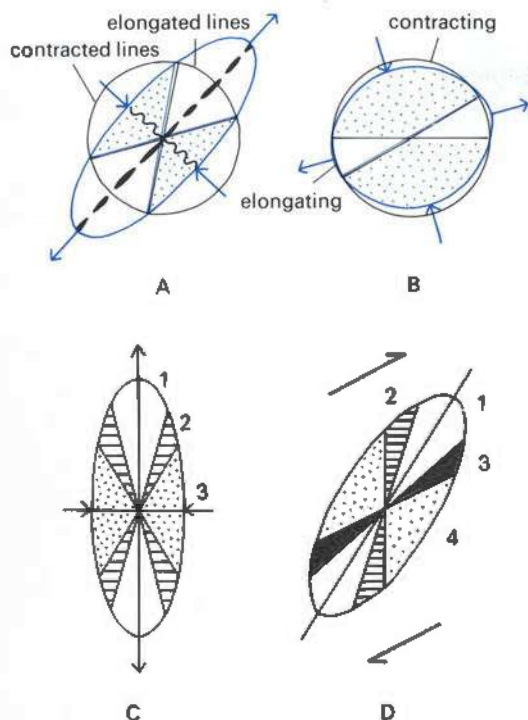 elongated lines
contracted lines
contracting
elongating
A
B
1
2
3
2
1
3
4
C
D